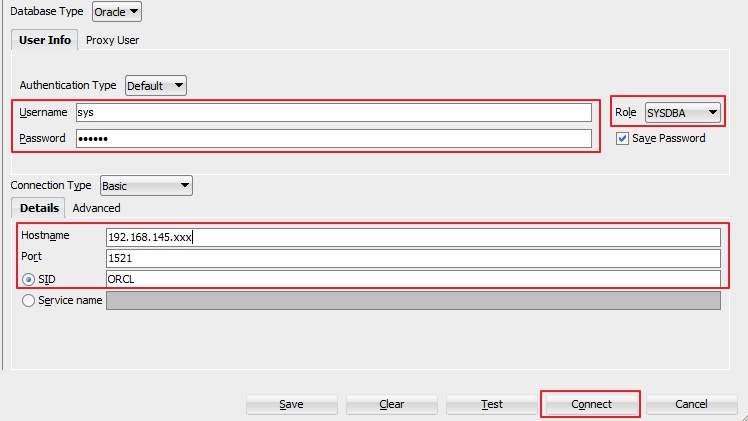 Database Type Oracle
User Info Proxy User
Authentication Type Default
Username sys
Role SYSDBA
Password ••••••
Save Password
Connection Type Basic
Details Advanced
Hostname 192.168.145.xxx
Port 1521
SID ORCL
Service name
Save Clear Test Connect Cancel